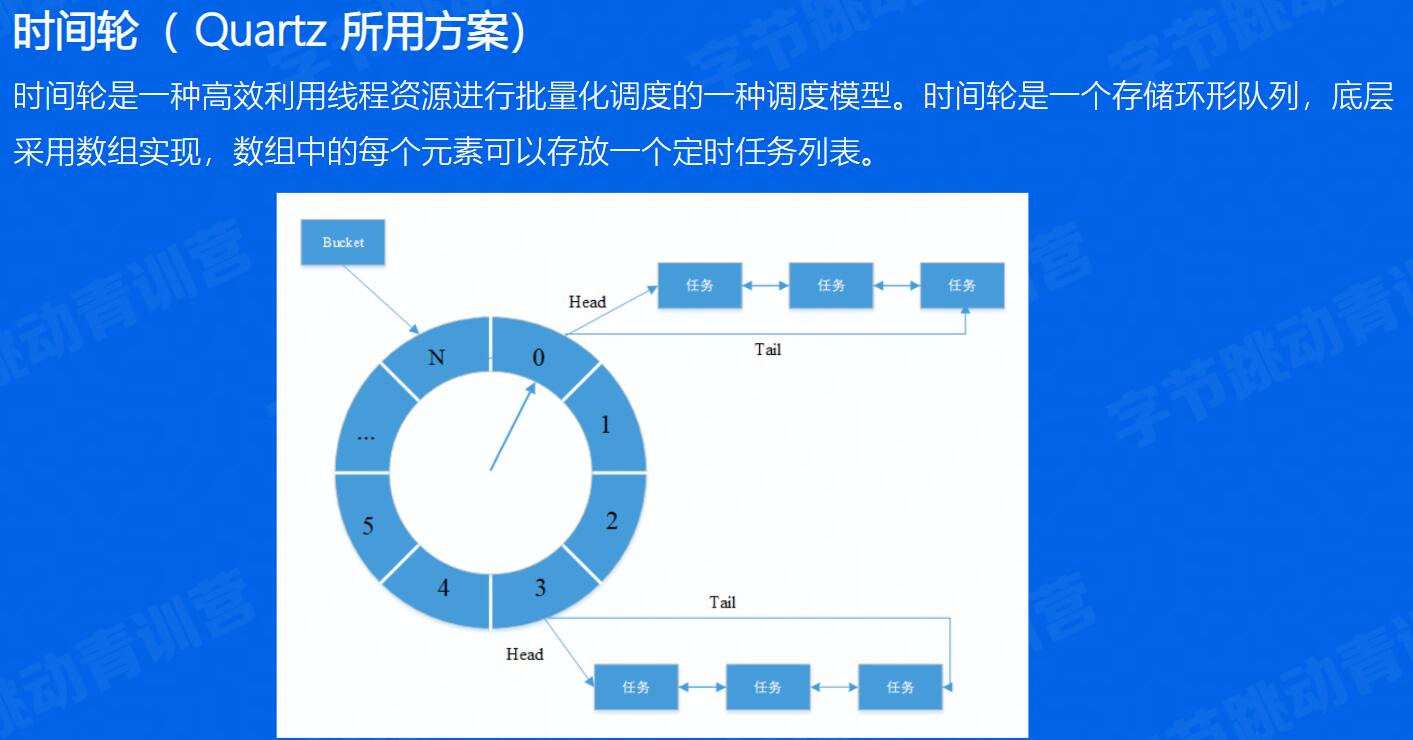 时间轮（ Quartz 所用方案）
时间轮是一种高效利用线程资源进行批量化调度的一种调度模型。时间轮是一个存储环形队列，底层
采用数组实现，数组中的每个元素可以存放一个定时任务列表。
Bucket
任务 任务 任务
Head
Tail
N 0
... 1
5 2
4 3
Tail
Head
任务 任务 任务
字节跳动青训营